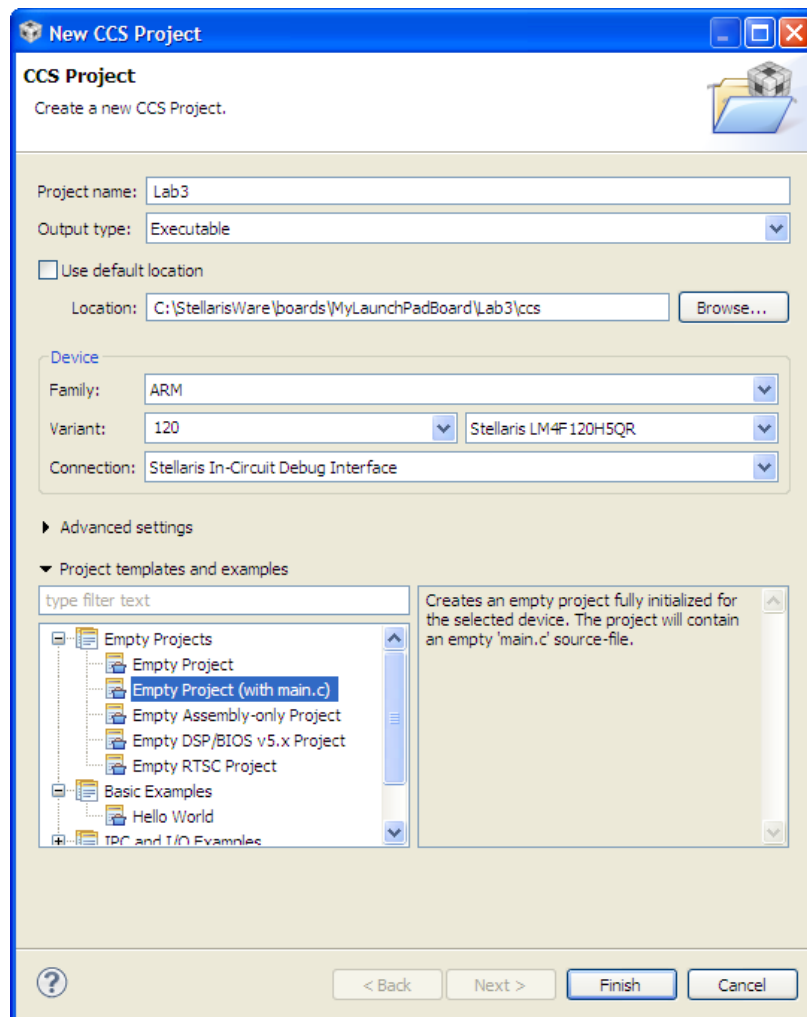 New CCS Project
CCS Project
Create a new CCS Project.
Project name: Lab3
Output type: Executable
Use default location
Location: C:\StellarisWare\boards\MyLaunchPadBoard\Lab3\ccs Browse...
Device
Family: ARM
Variant: 120 Stellaris LM4F120H5QR
Connection: Stellaris In-Circuit Debug Interface
Advanced settings
Project templates and examples
type filter text
Empty Projects
Empty Project
Empty Project (with main.c)
Empty Assembly-only Project
Empty DSP/BIOS v5.x Project
Empty RTSC Project
Basic Examples
Hello World
IPC and I/O Examples
Creates an empty project fully initialized for
the selected device. The project will contain
an empty 'main.c' source-file.
? < Back Next > Finish Cancel